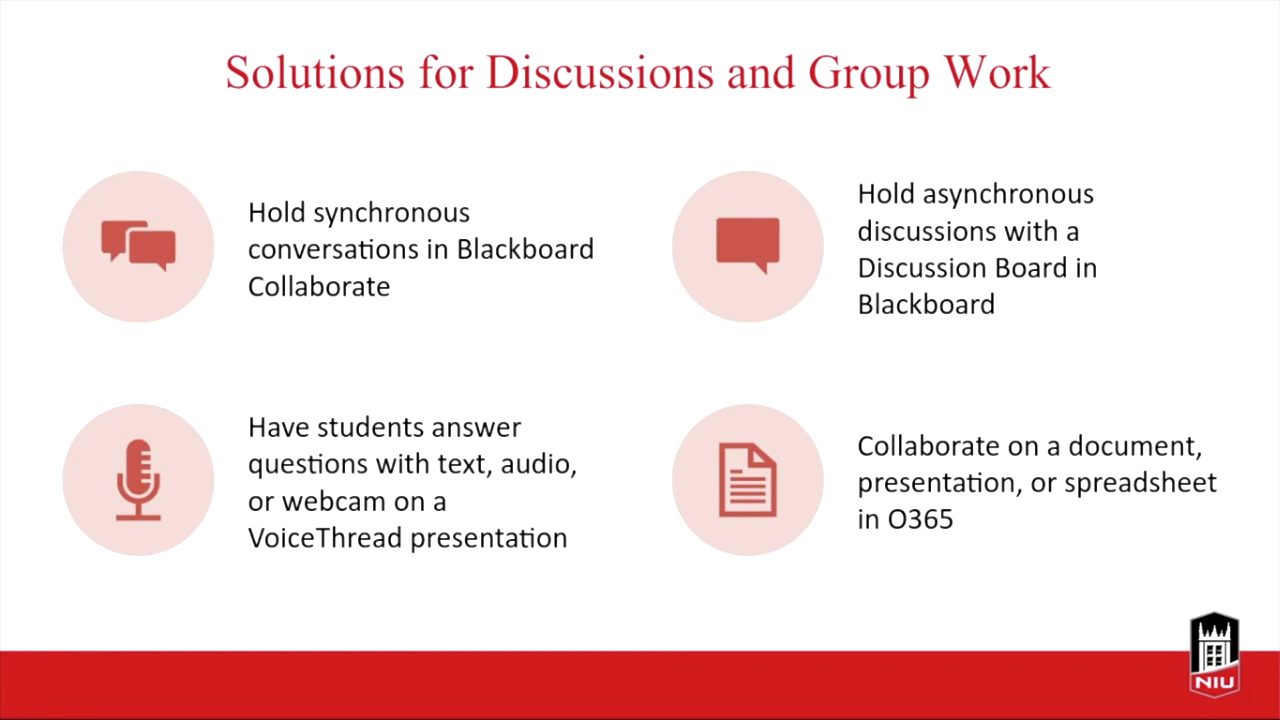 Solutions for Discussions and Group Work
Hold synchronous
conversations in Blackboard
Collaborate
Hold asynchronous
discussions with a
Discussion Board in
Blackboard
Have students answer
questions with text, audio,
or webcam on a
VoiceThread presentation
Collaborate on a document,
presentation, or spreadsheet
in O365
NIU